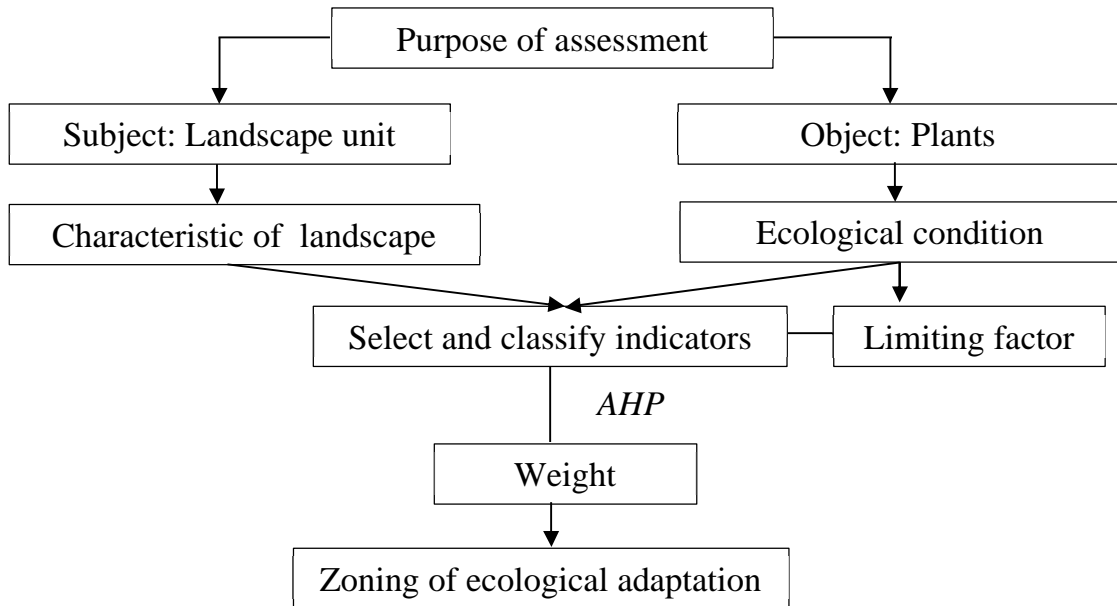 Purpose of assessment
Subject: Landscape unit
Object: Plants
Characteristic of landscape
Ecological condition
Select and classify indicators
Limiting factor
AHP
Weight
Zoning of ecological adaptation